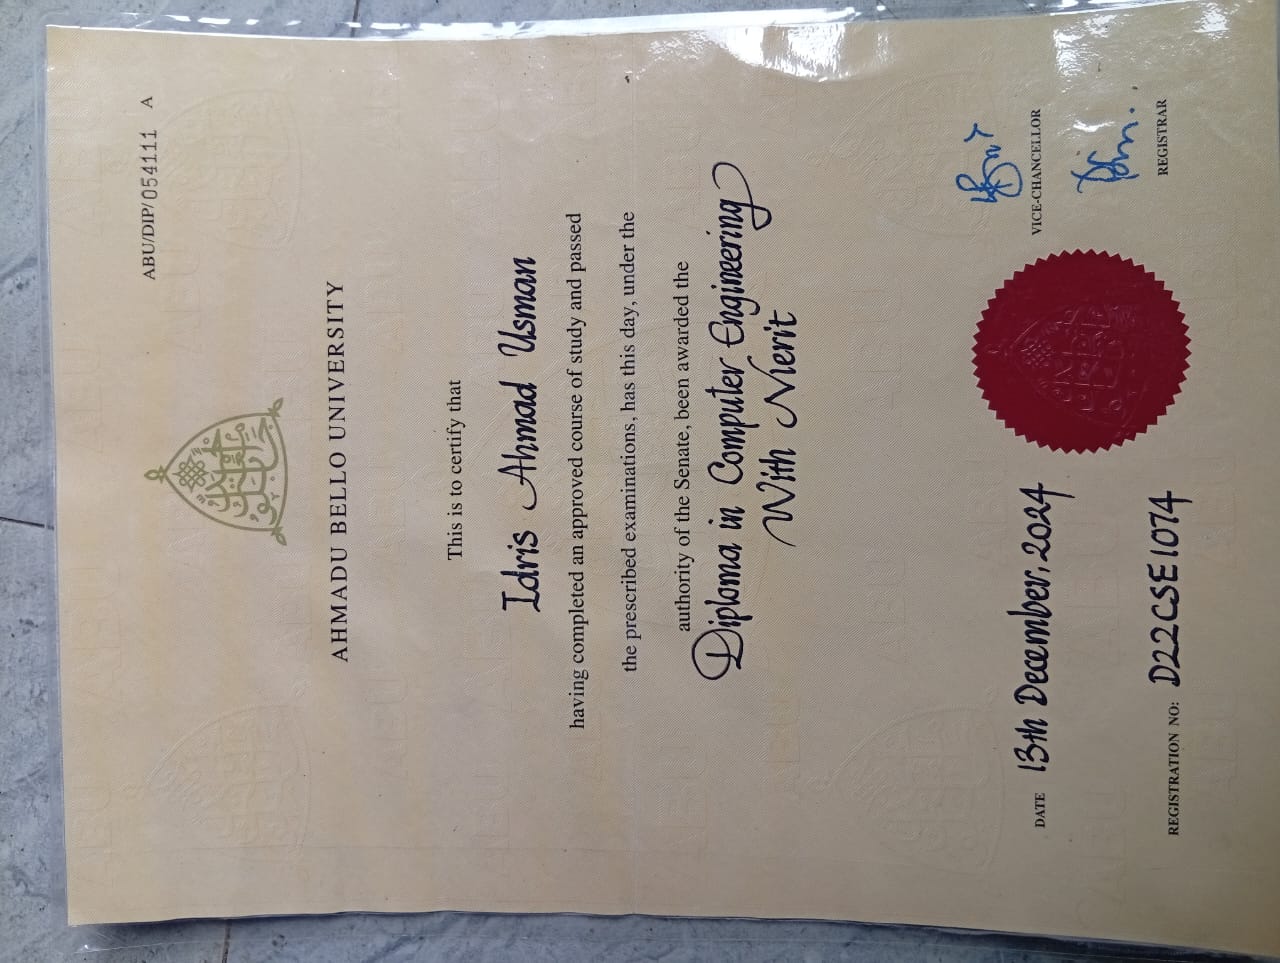 ABU/DIP/054111 A
AHMADU BELLO UNIVERSITY
This is to certify that
Idris Ahmad Usman
having completed an approved course of study and passed
the prescribed examinations, has this day, under the
authority of the Senate, been awarded the
Diploma in Computer Engineering
With Merit
DATE 13th December, 2024
VICE-CHANCELLOR
REGISTRATION NO: D22CSE1074
REGISTRAR